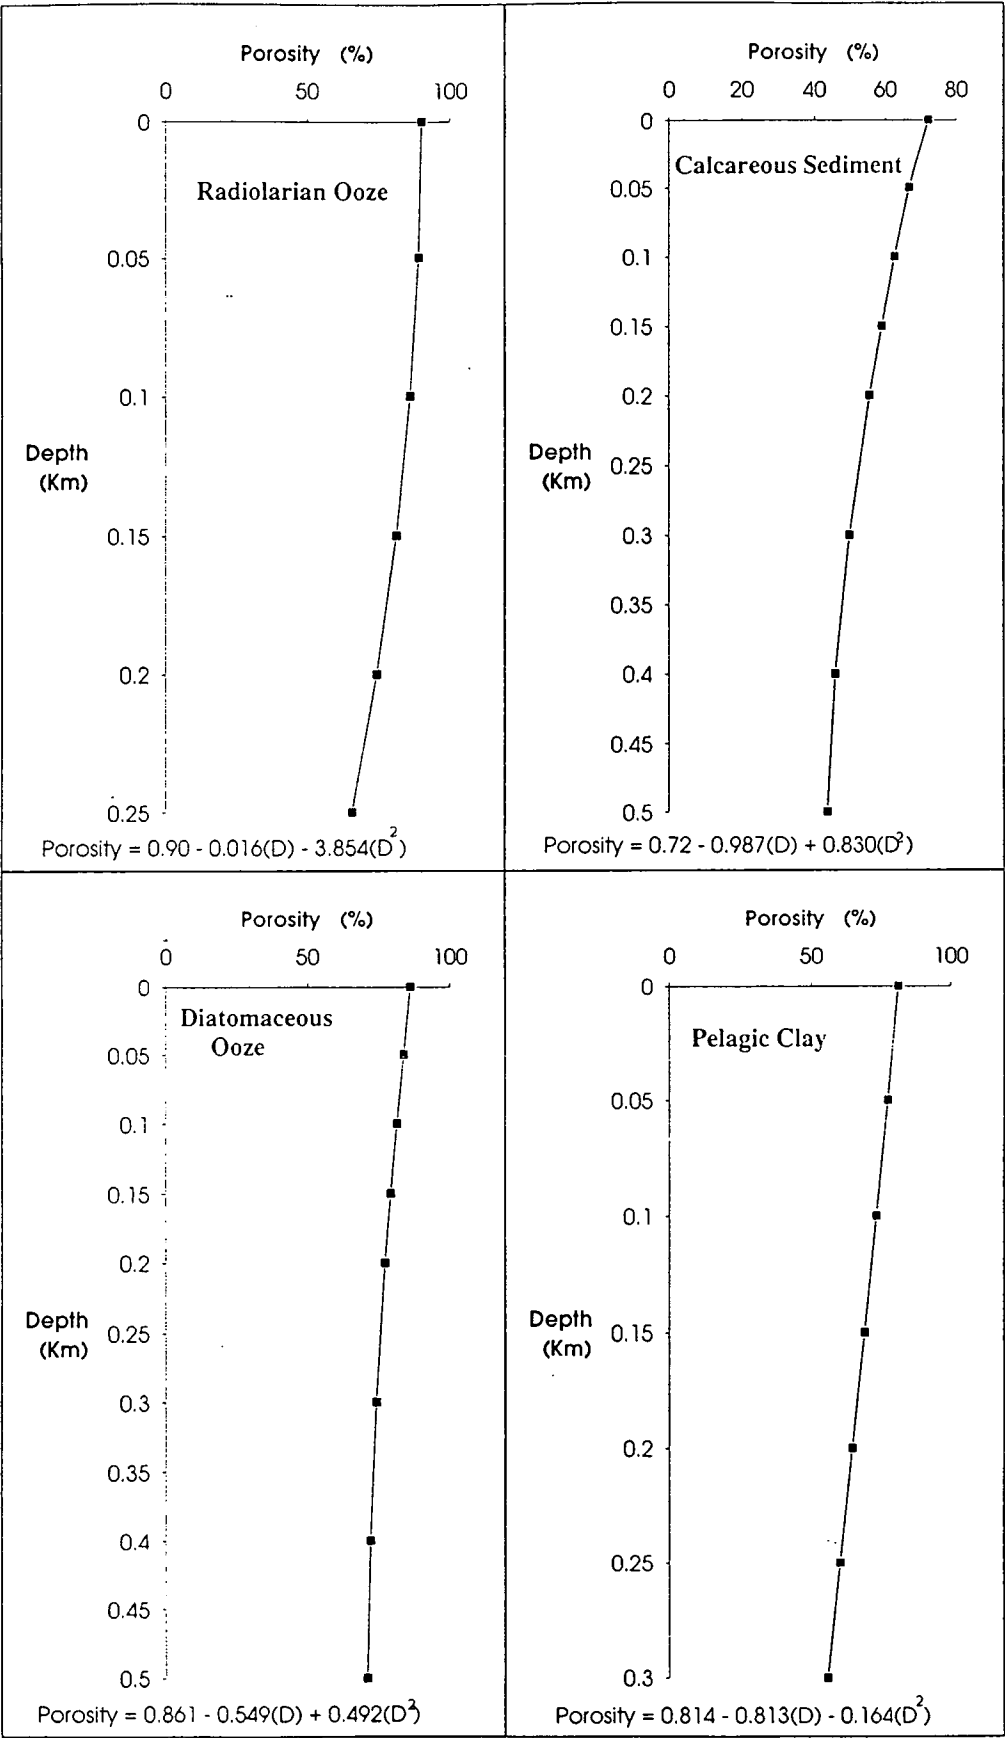 Porosity (%)
0 50 100
0
Radiolarian Ooze
0.05
0.1
Depth
(Km)
0.15
0.2
0.25
Porosity = 0.90 - 0.016(D) - 3.854(D²)
Porosity (%)
0 20 40 60 80
0
Calcareous Sediment
0.05
0.1
0.15
0.2
Depth
(Km)
0.25
0.3
0.35
0.4
0.45
0.5
Porosity = 0.72 - 0.987(D) + 0.830(D²)
Porosity (%)
0 50 100
0
Diatomaceous
Ooze
0.05
0.1
0.15
0.2
Depth
(Km)
0.25
0.3
0.35
0.4
0.45
0.5
Porosity = 0.861 - 0.549(D) + 0.492(D²)
Porosity (%)
0 50 100
0
Pelagic Clay
0.05
0.1
Depth
(Km)
0.15
0.2
0.25
0.3
Porosity = 0.814 - 0.813(D) - 0.164(D²)